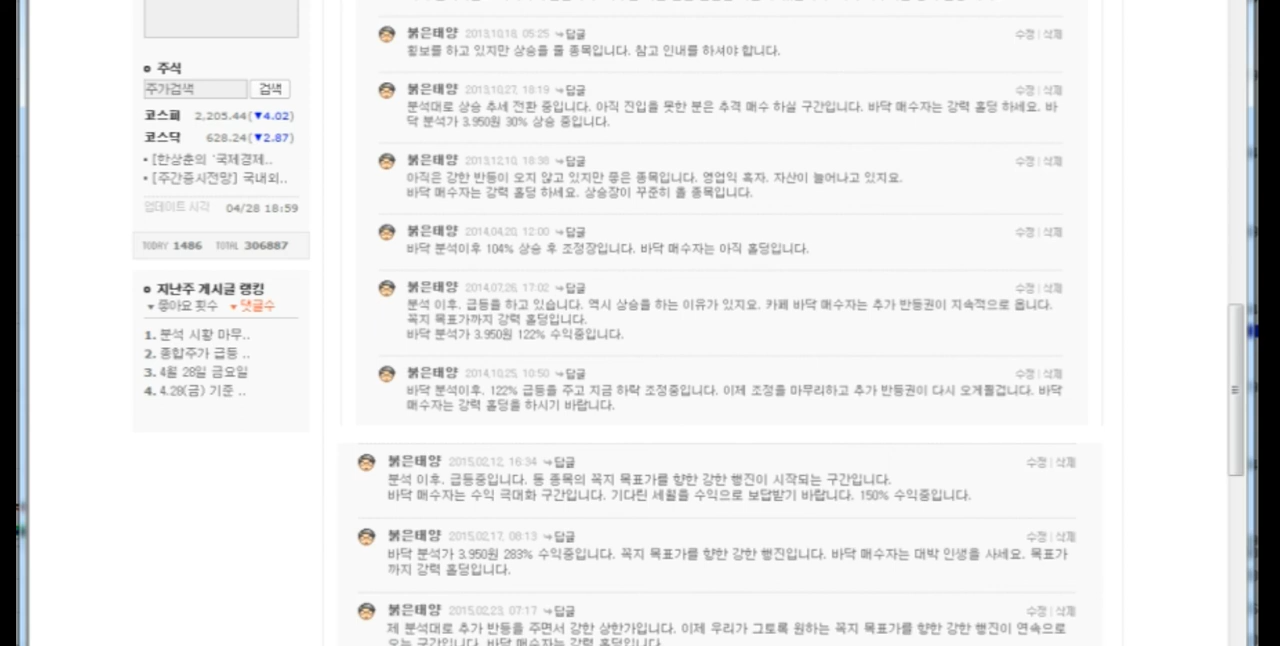 주식
주가검색 검색
코스피 2,205.44(▼4.02)
코스닥 628.24(▼2.87)
• [한상춘의 '국제경제..
• [주간증시전망] 국내외..
업데이트 시각 04/28 18:59
TODAY 1486 TOTAL 306887
지난주 게시글 랭킹
▼좋아요 횟수 ▼댓글수
1. 분석 시황 마무..
2. 종합주가 급등 ..
3. 4월 28일 금요일
4. 4.28(금) 기준 ..
붉은태양 2013.10.18. 05:25 답글 수정 | 삭제
횡보를 하고 있지만 상승을 줄 종목입니다. 참고 인내를 하셔야 합니다.
붉은태양 2013.10.27. 18:19 답글 수정 | 삭제
분석대로 상승 추세 전환 중입니다. 아직 진입을 못한 분은 추격 매수 하실 구간입니다. 바닥 매수자는 강력 홀딩 하세요. 바
닥 분석가 3.950원 30% 상승 중입니다.
붉은태양 2013.12.10. 18:38 답글 수정 | 삭제
아직은 강한 반등이 오지 않고 있지만 좋은 종목입니다. 영업익 흑자. 자산이 늘어나고 있지요.
바닥 매수자는 강력 홀딩 하세요. 상승장이 꾸준히 올 종목입니다.
붉은태양 2014.04.20. 12:00 답글 수정 | 삭제
바닥 분석이후 104% 상승 후 조정장입니다. 바닥 매수자는 아직 홀딩입니다.
붉은태양 2014.07.26. 17:02 답글 수정 | 삭제
분석 이후. 급등을 하고 있습니다. 역시 상승을 하는 이유가 있지요. 카페 바닥 매수자는 추가 반등권이 지속적으로 옵니다.
꼭지 목표가까지 강력 홀딩입니다.
바닥 분석가 3.950원 122% 수익중입니다.
붉은태양 2014.10.25. 10:50 답글 수정 | 삭제
바닥 분석이후. 122% 급등을 주고 지금 하락 조정중입니다. 이제 조정을 마무리하고 추가 반등권이 다시 오게될겁니다. 바닥
매수자는 강력 홀딩을 하시기 바랍니다.
붉은태양 2015.02.12. 16:34 답글 수정 | 삭제
분석 이후. 급등중입니다. 동 종목의 꼭지 목표가를 향한 강한 행진이 시작되는 구간입니다.
바닥 매수자는 수익 극대화 구간입니다. 기다린 세월을 수익으로 보답받기 바랍니다. 150% 수익중입니다.
붉은태양 2015.02.17. 08:13 답글 수정 | 삭제
바닥 분석가 3.950원 283% 수익중입니다. 꼭지 목표가를 향한 강한 행진입니다. 바닥 매수자는 대박 인생을 사세요. 목표가
까지 강력 홀딩입니다.
붉은태양 2015.02.23. 07:17 답글 수정 | 삭제
제 분석대로 추가 반등을 주면서 강한 상한가입니다. 이제 우리가 그토록 원하는 꼭지 목표가를 향한 강한 행진이 연속으로
오는 구간입니다. 바닥 매수자는 강력 홀딩입니다.